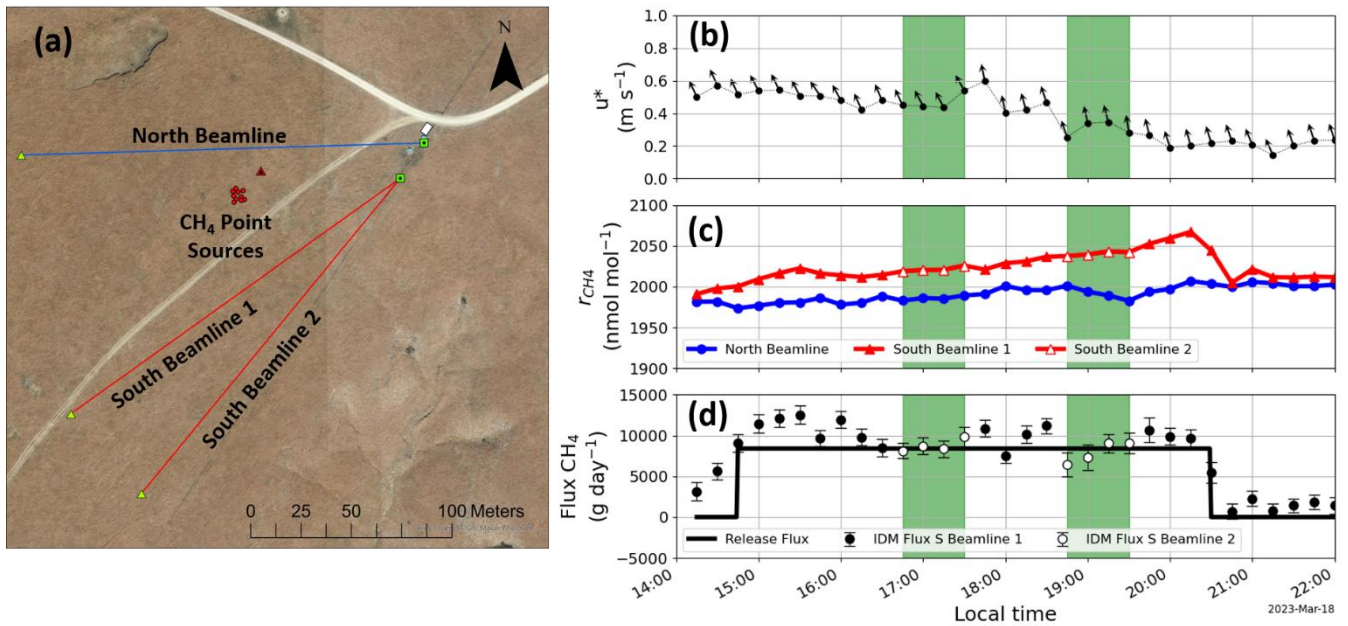 (a)
N
North Beamline
CH4 Point
Sources
South Beamline 1
South Beamline 2
0 25 50 100 Meters
(b)
1.0
0.8
0.6
0.4
0.2
0.0
u*
(m s−1)
(c)
2100
2050
2000
1950
1900
rCH4
(nmol mol−1)
North Beamline South Beamline 1 South Beamline 2
(d)
15000
10000
5000
0
−5000
Flux CH4
(g day−1)
Release Flux IDM Flux S Beamline 1 IDM Flux S Beamline 2
14:00 15:00 16:00 17:00 18:00 19:00 20:00 21:00 22:00
Local time
2023-Mar-18